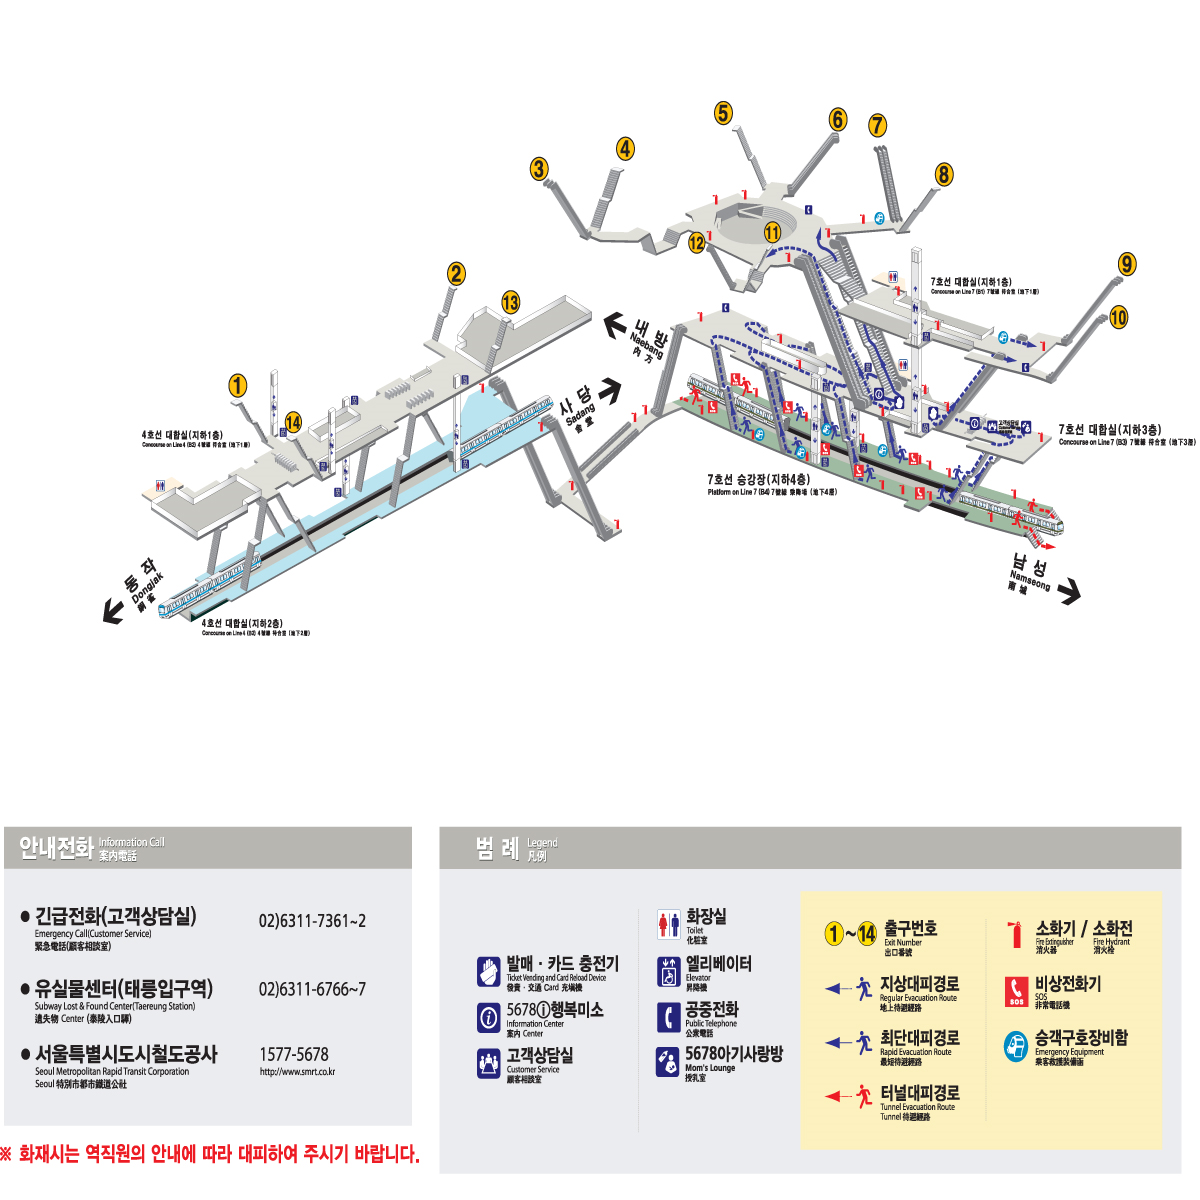 5
6
7
4
3
8
11
12
9
2
7호선 대합실(지하1층)
Concourse on Line 7 (B1) 7號線 待合室 (地下1層)
13
10
내방
Naebang
內方
사당
Sadang
舍堂
1
14
4호선 대합실(지하1층)
7호선 대합실(지하3층)
Concourse on Line 7 (B3) 7號線 待合室 (地下3層)
7호선 승강장(지하4층)
Platform on Line 7 (B4) 7號線 乘降場 (地下4層)
동작
Dongjak
銅雀
남성
Namseong
南城
4호선 대합실(지하2층)
Concourse on Line 4 (B2) 4號線 待合室 (地下2層)
안내전화 Information Call
案內電話
● 긴급전화(고객상담실) 02)6311-7361~2
Emergency Call(Customer Service)
緊急電話(顧客相談室)
● 유실물센터(태릉입구역) 02)6311-6766~7
Subway Lost & Found Center(Taereung Station)
遺失物 Center (泰陵入口驛)
● 서울특별시도시철도공사 1577-5678
Seoul Metropolitan Rapid Transit Corporation http://www.smrt.co.kr
Seoul 特別市都市鐵道公社
※ 화재시는 역직원의 안내에 따라 대피하여 주시기 바랍니다.
범 례 Legend
凡例
발매 · 카드 충전기
Ticket Vending and Card Reload Device
發賣 · 交通 Card 充塡機
5678ⓘ행복미소
Information Center
案內 Center
고객상담실
Customer Service
顧客相談室
화장실
Toilet
化粧室
엘리베이터
Elevator
昇降機
공중전화
Public Telephone
公衆電話
5678아기사랑방
Mom's Lounge
授乳室
1~14 출구번호
Exit Number
出口番號
지상대피경로
Regular Evacuation Route
地上待避經路
최단대피경로
Rapid Evacuation Route
最短待避經路
터널대피경로
Tunnel Evacuation Route
Tunnel 待避經路
소화기 / 소화전
Fire Extinguisher Fire Hydrant
消火器 消火栓
SOS
비상전화기
SOS
非常電話機
승객구호장비함
Emergency Equipment
乘客救護裝備函